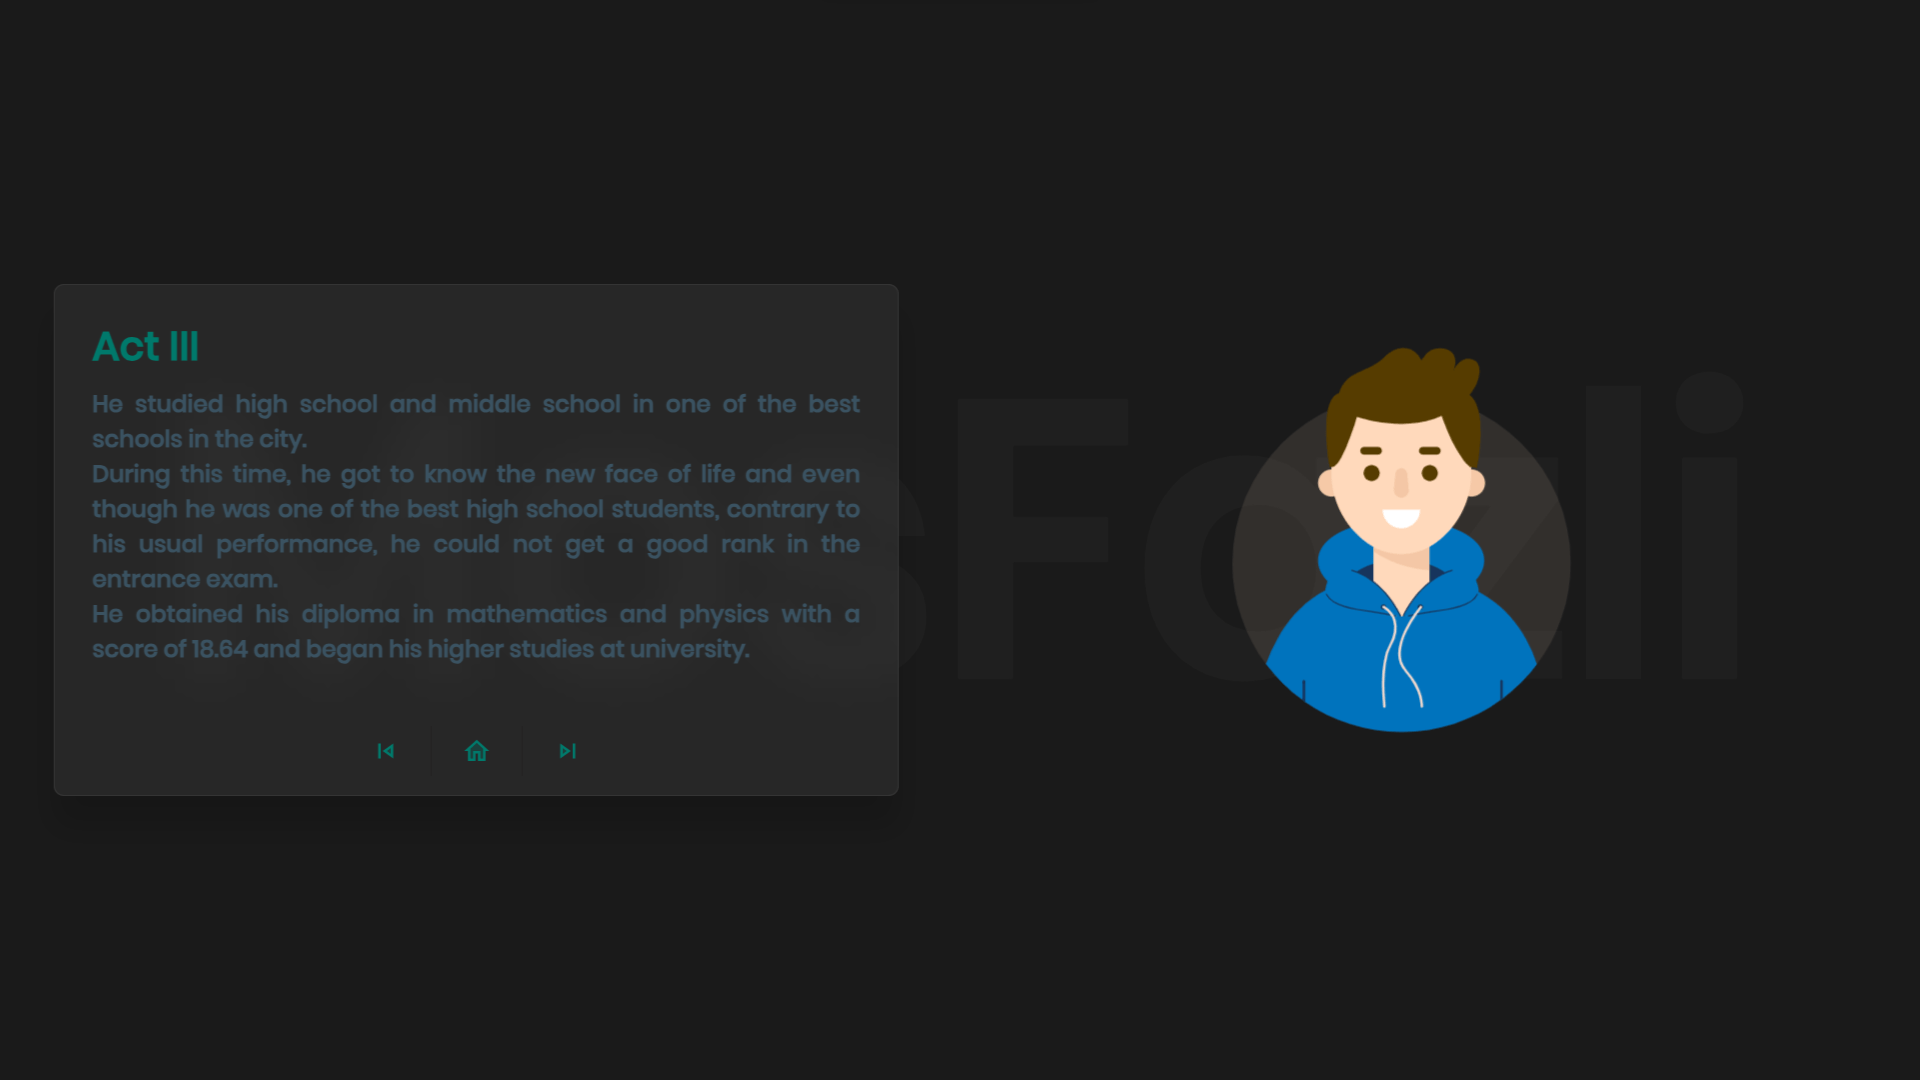 Act III
He studied high school and middle school in one of the best
schools in the city.
During this time, he got to know the new face of life and even
though he was one of the best high school students, contrary to
his usual performance, he could not get a good rank in the
entrance exam.
He obtained his diploma in mathematics and physics with a
score of 18.64 and began his higher studies at university.